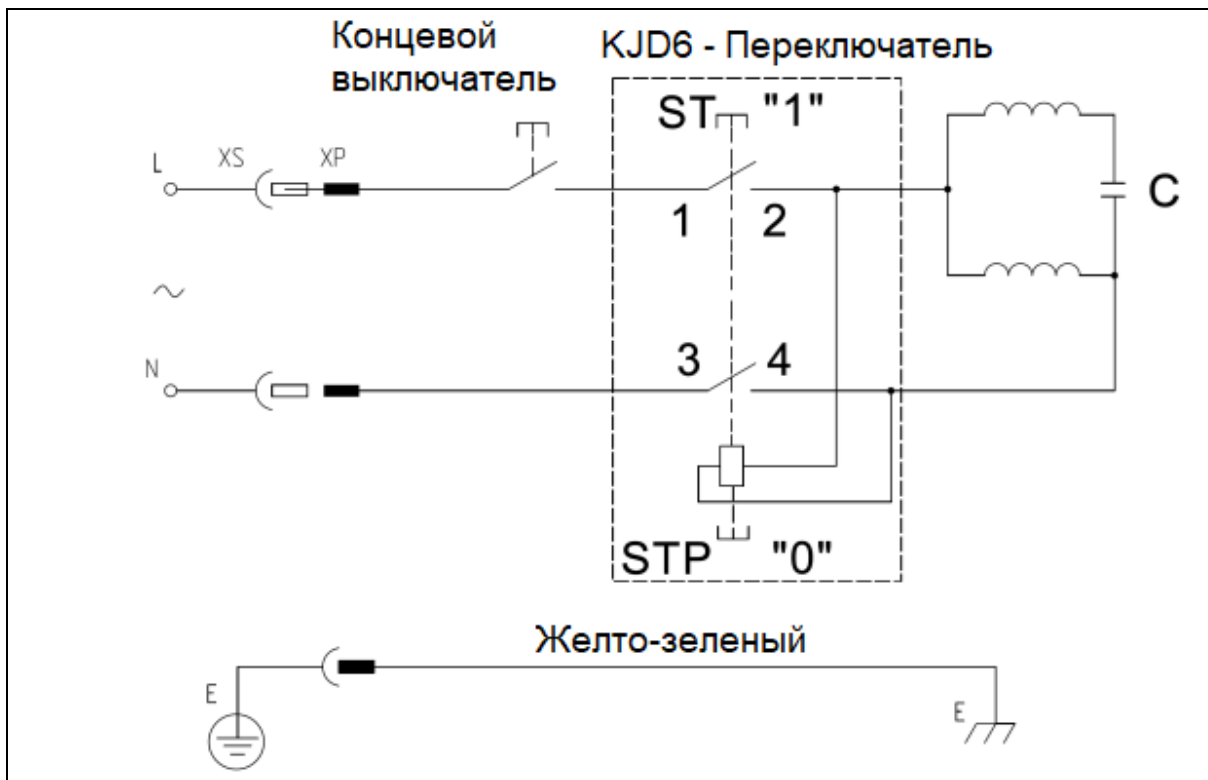 Концевой
выключатель
KJD6 - Переключатель
ST "1"
L XS XP
1 2
C
N
3 4
STP "0"
Желто-зеленый
E
E